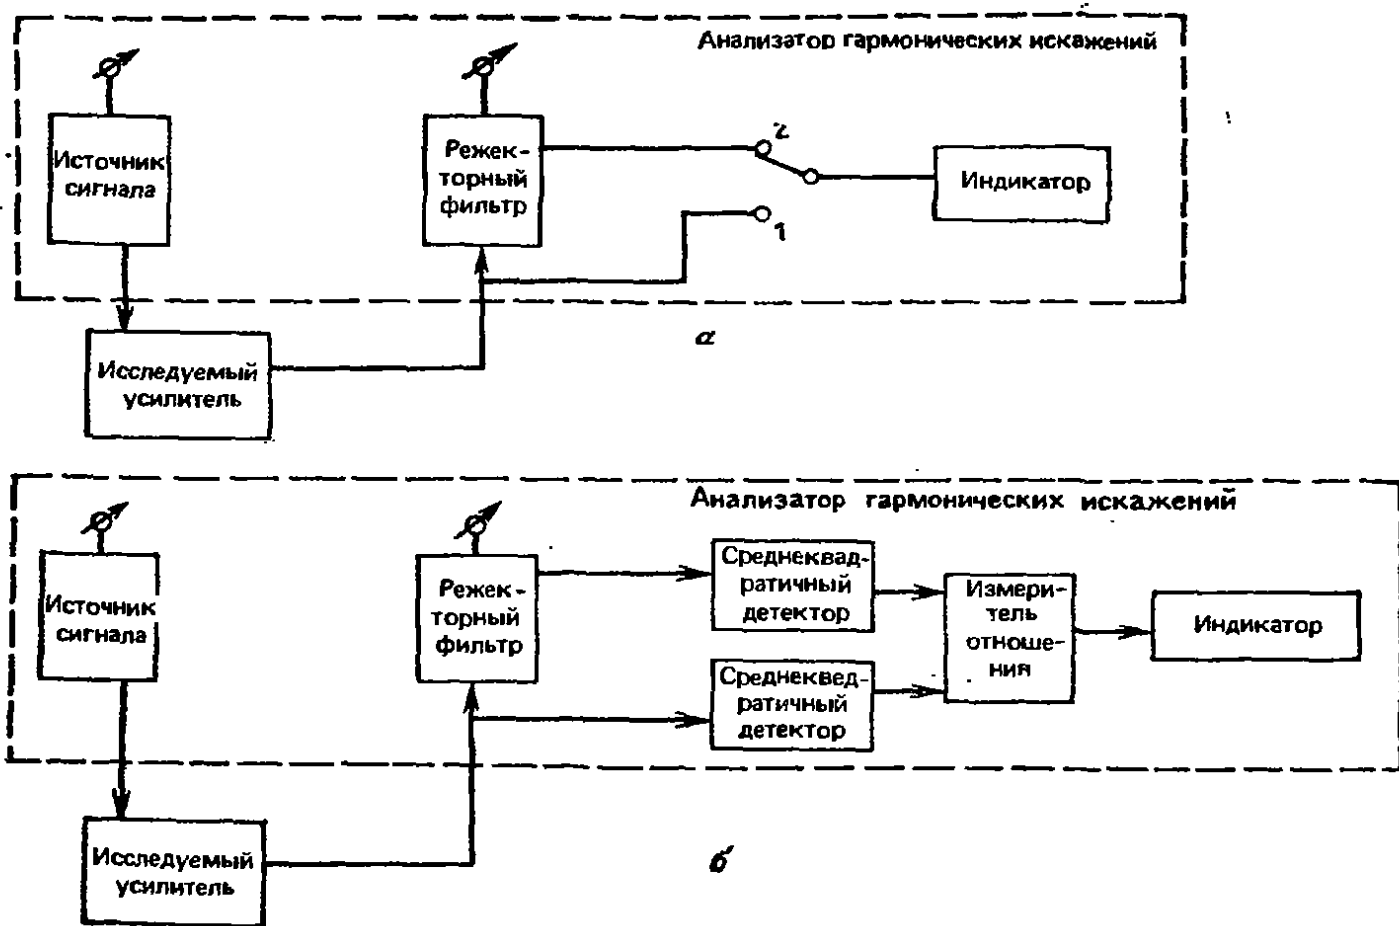 Анализатор гармонических искажений
Источник
сигнала
Режек-
торный
фильтр
2
1
Индикатор
Исследуемый
усилитель
а
Анализатор гармонических искажений
Источник
сигнала
Режек-
торный
фильтр
Среднеквад-
ратичный
детектор
Среднеквед-
ратичный
детектор
Измери-
тель
отноше-
ния
Индикатор
Исследуемый
усилитель
б